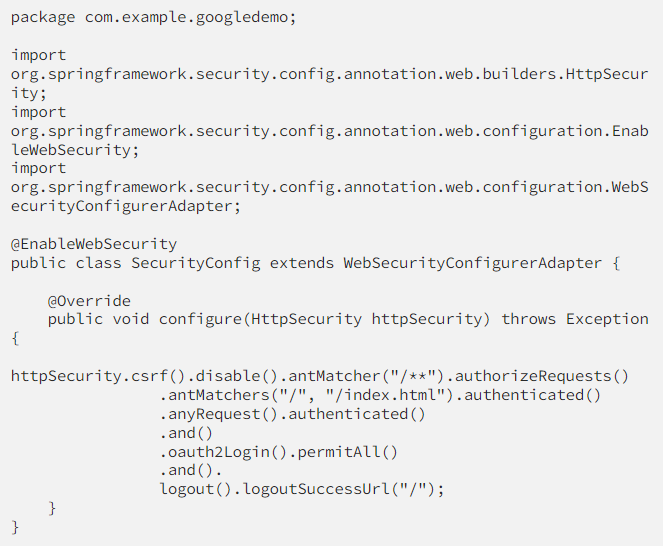 package com.example.googledemo;
import
org.springframework.security.config.annotation.web.builders.HttpSecur
ity;
import
org.springframework.security.config.annotation.web.configuration.Enab
leWebSecurity;
import
org.springframework.security.config.annotation.web.configuration.WebS
ecurityConfigurerAdapter;
@EnableWebSecurity
public class SecurityConfig extends WebSecurityConfigurerAdapter {
    @Override
    public void configure(HttpSecurity httpSecurity) throws Exception
{
httpSecurity.csrf().disable().antMatcher("/**").authorizeRequests()
                .antMatchers("/", "/index.html").authenticated()
                .anyRequest().authenticated()
                .and()
                .oauth2Login().permitAll()
                .and().
                logout().logoutSuccessUrl("/");
    }
}